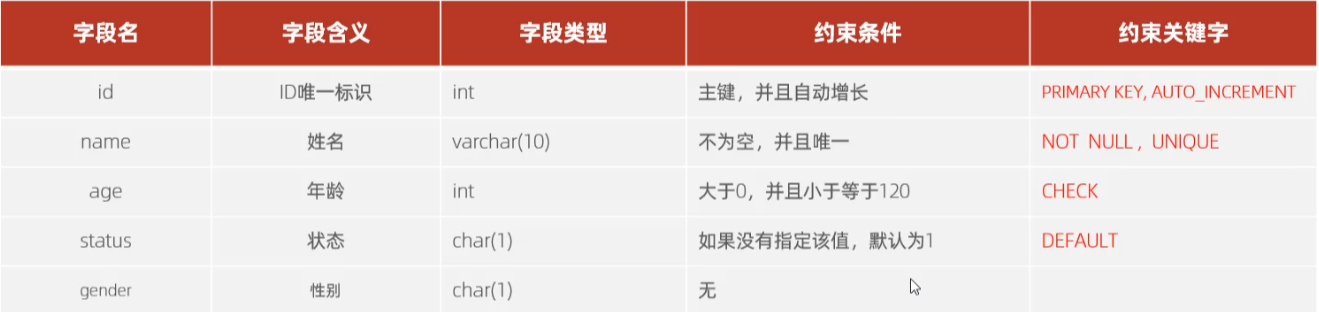 字段名 字段含义 字段类型 约束条件 约束关键字
id ID唯一标识 int 主键，并且自动增长 PRIMARY KEY, AUTO_INCREMENT
name 姓名 varchar(10) 不为空，并且唯一 NOT NULL , UNIQUE
age 年龄 int 大于0，并且小于等于120 CHECK
status 状态 char(1) 如果没有指定该值，默认为1 DEFAULT
gender 性别 char(1) 无